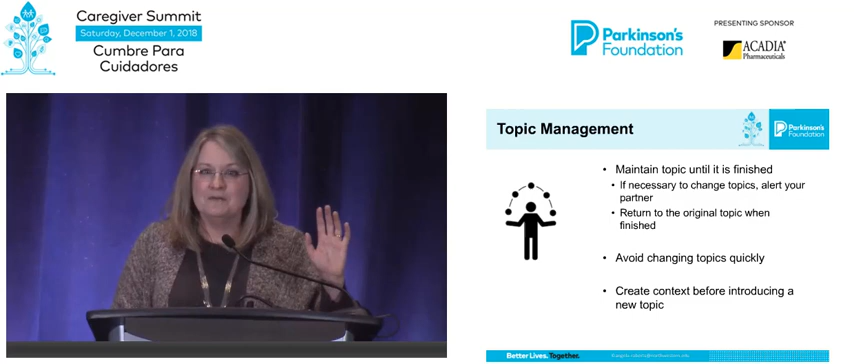 Caregiver Summit
Saturday, December 1, 2018
Cumbre Para
Cuidadores
Parkinson's
Foundation
PRESENTING SPONSOR
ACADIA®
Pharmaceuticals
Topic Management
Parkinson's
Foundation
• Maintain topic until it is finished
• If necessary to change topics, alert your
partner
• Return to the original topic when
finished
• Avoid changing topics quickly
• Create context before introducing a
new topic
Better Lives. Together.